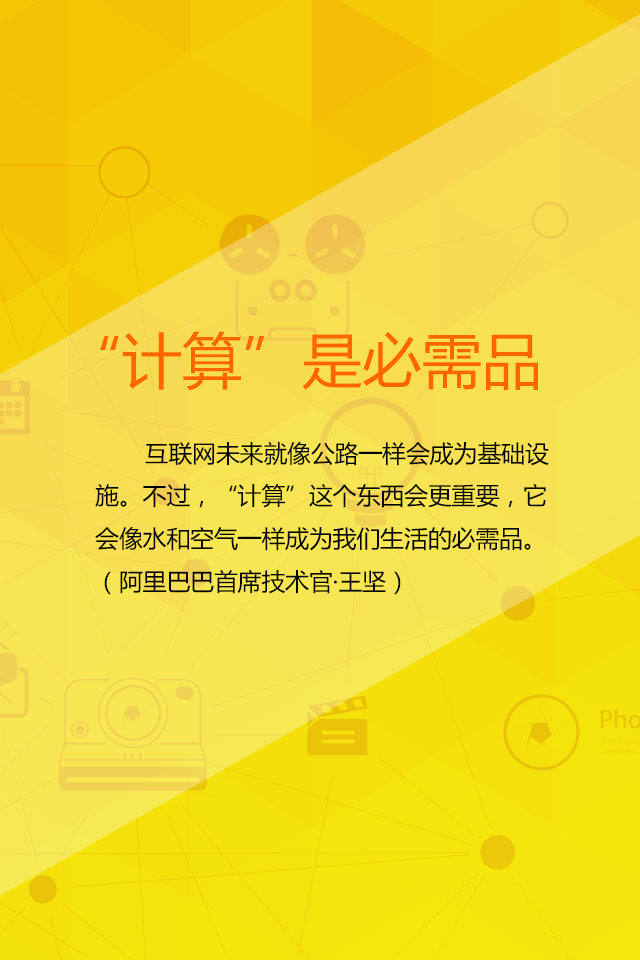 “计算”是必需品
互联网未来就像公路一样会成为基础设
施。不过，“计算”这个东西会更重要，它
会像水和空气一样成为我们生活的必需品。
（阿里巴巴首席技术官·王坚）
Pho